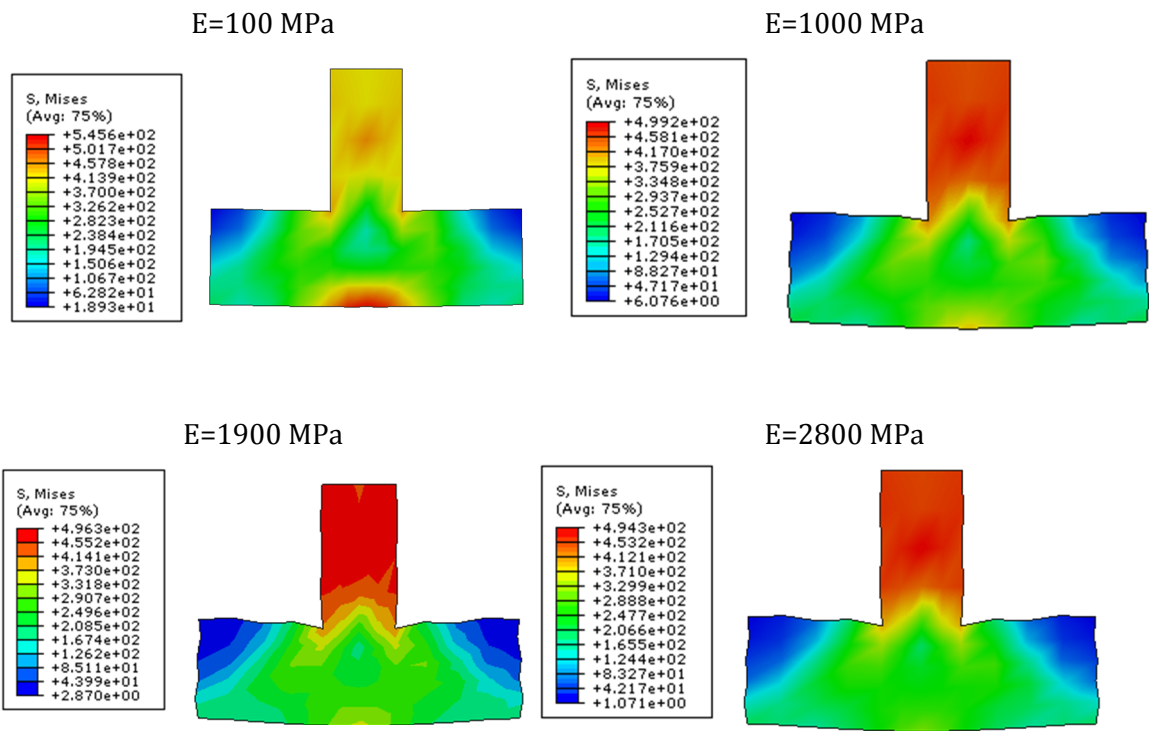 E=100 MPa
S, Mises
(Avg: 75%)
+5.456e+02
+5.017e+02
+4.578e+02
+4.139e+02
+3.700e+02
+3.262e+02
+2.823e+02
+2.384e+02
+1.945e+02
+1.506e+02
+1.067e+02
+6.282e+01
+1.893e+01
E=1000 MPa
S, Mises
(Avg: 75%)
+4.992e+02
+4.581e+02
+4.170e+02
+3.759e+02
+3.348e+02
+2.937e+02
+2.527e+02
+2.116e+02
+1.705e+02
+1.294e+02
+8.827e+01
+4.717e+01
+6.076e+00
E=1900 MPa
S, Mises
(Avg: 75%)
+4.963e+02
+4.552e+02
+4.141e+02
+3.730e+02
+3.318e+02
+2.907e+02
+2.496e+02
+2.085e+02
+1.674e+02
+1.262e+02
+8.511e+01
+4.399e+01
+2.870e+00
E=2800 MPa
S, Mises
(Avg: 75%)
+4.943e+02
+4.532e+02
+4.121e+02
+3.710e+02
+3.299e+02
+2.888e+02
+2.477e+02
+2.066e+02
+1.655e+02
+1.244e+02
+8.327e+01
+4.217e+01
+1.071e+00